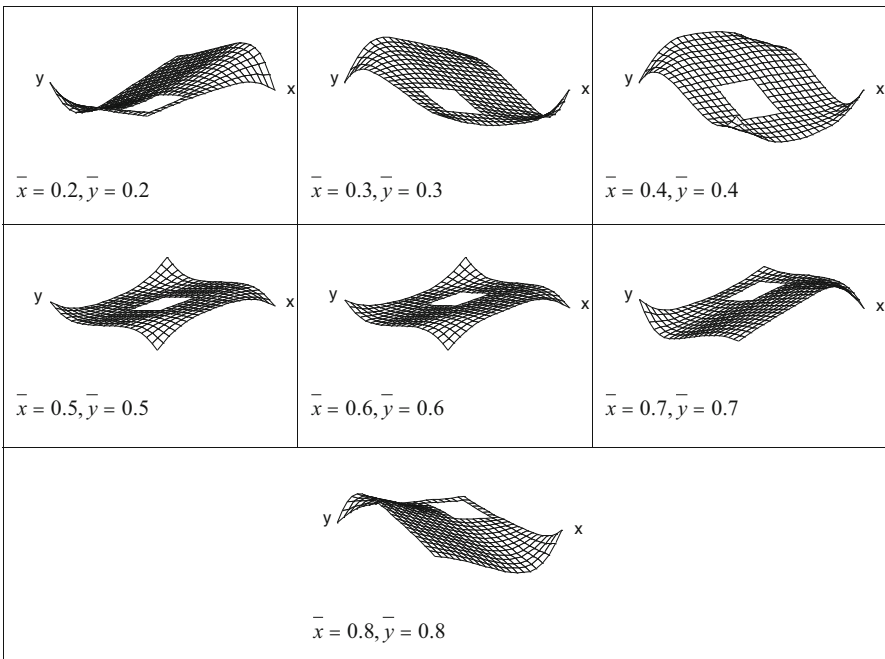 y x y x y x
x̄ = 0.2, ȳ = 0.2 x̄ = 0.3, ȳ = 0.3 x̄ = 0.4, ȳ = 0.4
y x y x y x
x̄ = 0.5, ȳ = 0.5 x̄ = 0.6, ȳ = 0.6 x̄ = 0.7, ȳ = 0.7
y x
x̄ = 0.8, ȳ = 0.8